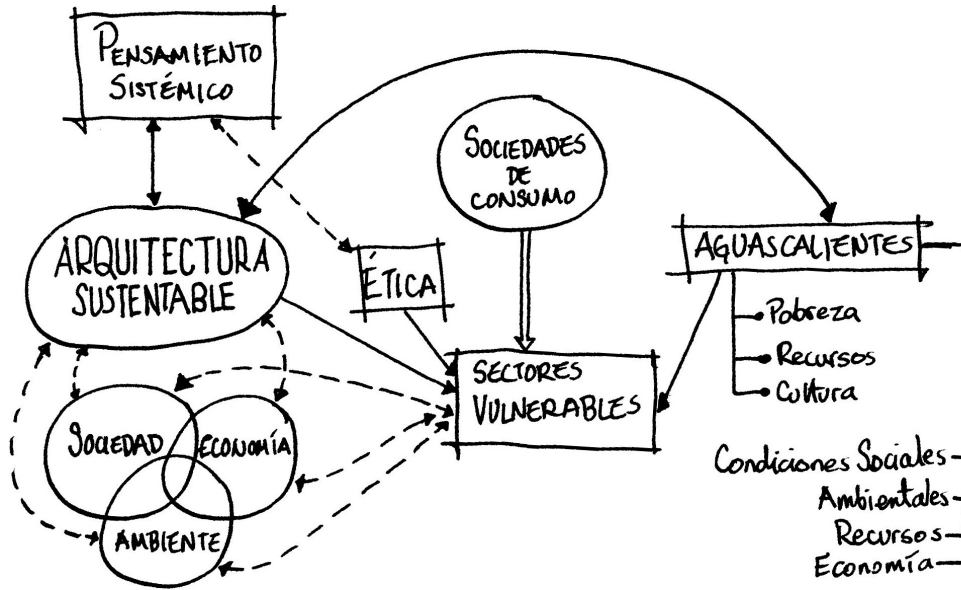 PENSAMIENTO
SISTÉMICO
SOCIEDADES
DE
CONSUMO
ARQUITECTURA
SUSTENTABLE
ÉTICA
AGUASCALIENTES
Pobreza
Recursos
Cultura
SECTORES
VULNERABLES
SOCIEDAD
ECONOMÍA
AMBIENTE
Condiciones Sociales
Ambientales
Recursos
Economía